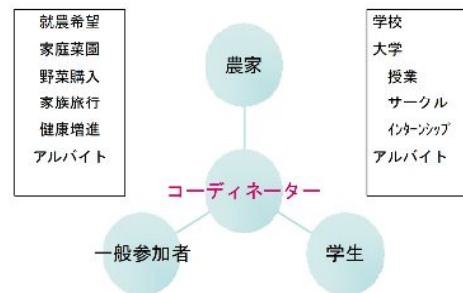 就農希望
家庭菜園
野菜購入
家族旅行
健康増進
アルバイト
農家
学校
大学
授業
サークル
インターンシップ
アルバイト
コーディネーター
一般参加者
学生